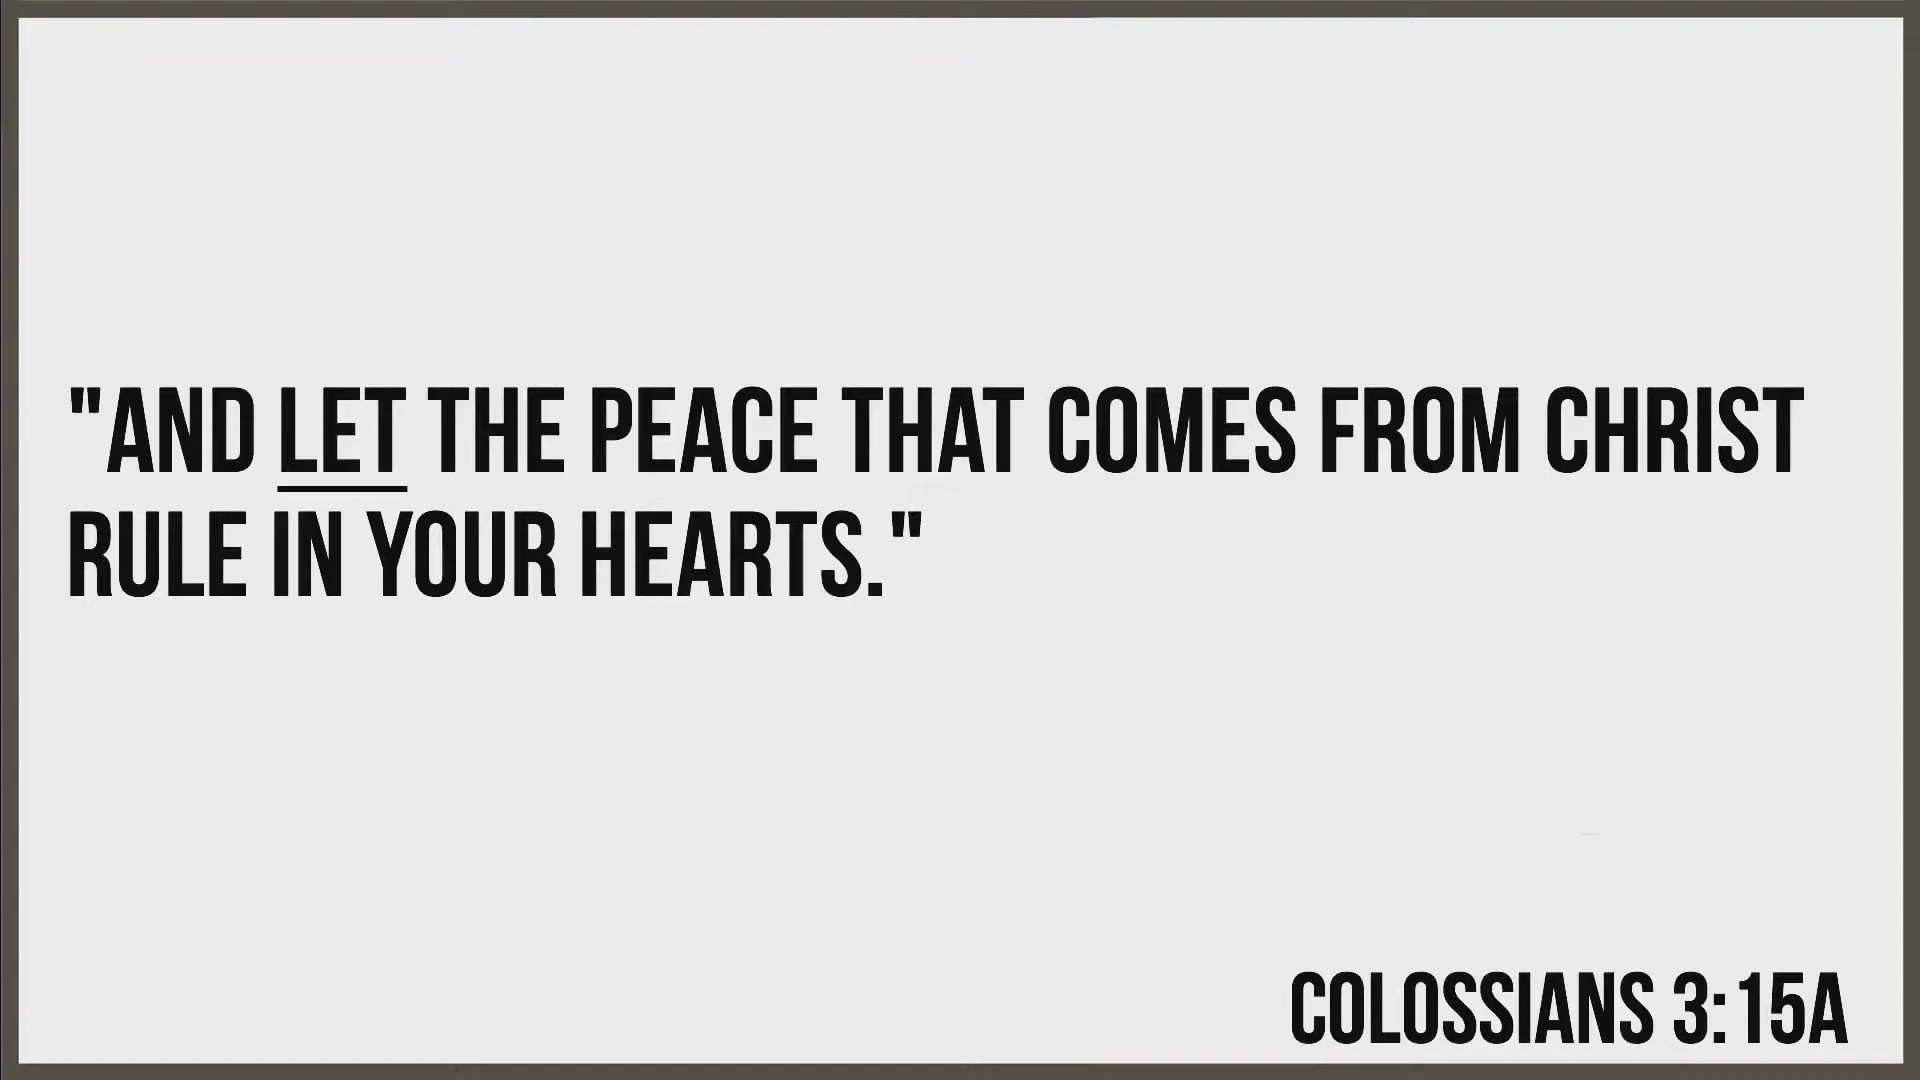 "AND LET THE PEACE THAT COMES FROM CHRIST
RULE IN YOUR HEARTS."
COLOSSIANS 3:15A